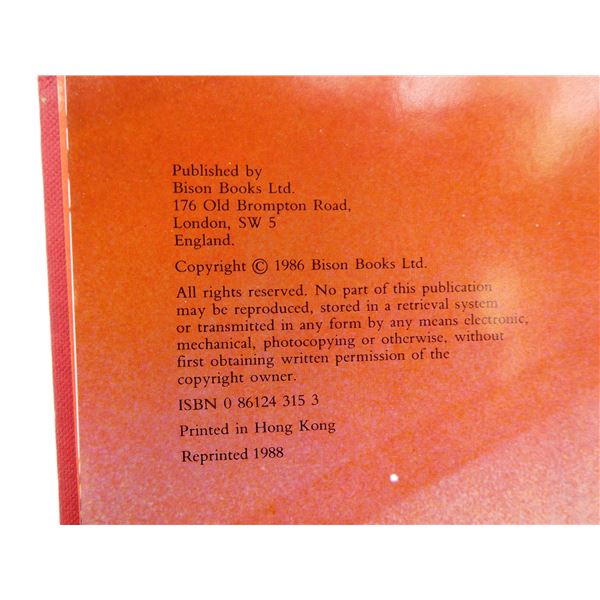 Published by
Bison Books Ltd.
176 Old Brompton Road,
London, SW 5
England.
Copyright © 1986 Bison Books Ltd.
All rights reserved. No part of this publication
may be reproduced, stored in a retrieval system
or transmitted in any form by any means electronic,
mechanical, photocopying or otherwise, without
first obtaining written permission of the
copyright owner.
ISBN 0 86124 315 3
Printed in Hong Kong
Reprinted 1988